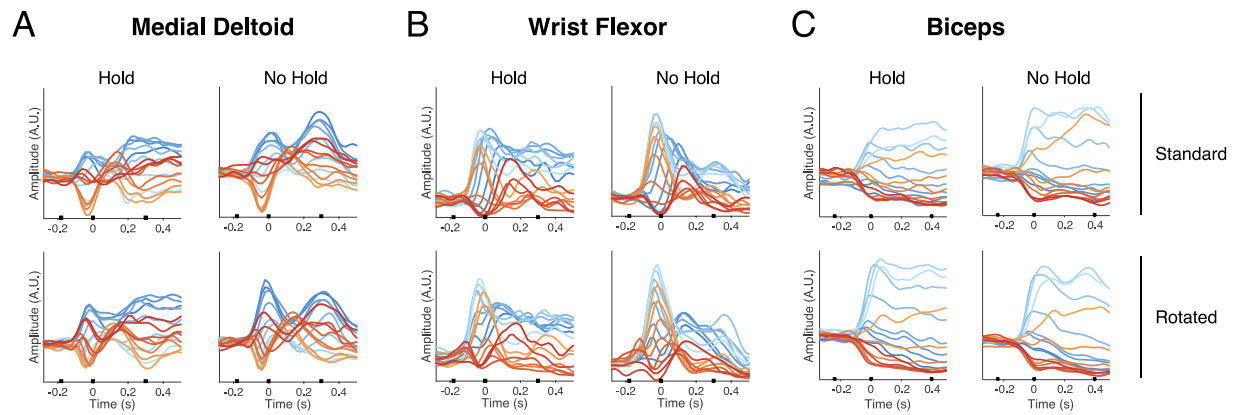 A Medial Deltoid
B Wrist Flexor
C Biceps
Hold No Hold Hold No Hold Hold No Hold
Amplitude (A.U.) Amplitude (A.U.) Amplitude (A.U.) Standard
-0.2 0 0.2 0.4 -0.2 0 0.2 0.4 -0.2 0 0.2 0.4 -0.2 0 0.2 0.4 -0.2 0 0.2 0.4 -0.2 0 0.2 0.4
Amplitude (A.U.) Amplitude (A.U.) Amplitude (A.U.) Rotated
-0.2 0 0.2 0.4 -0.2 0 0.2 0.4 -0.2 0 0.2 0.4 -0.2 0 0.2 0.4 -0.2 0 0.2 0.4 -0.2 0 0.2 0.4
Time (s) Time (s) Time (s) Time (s) Time (s) Time (s)